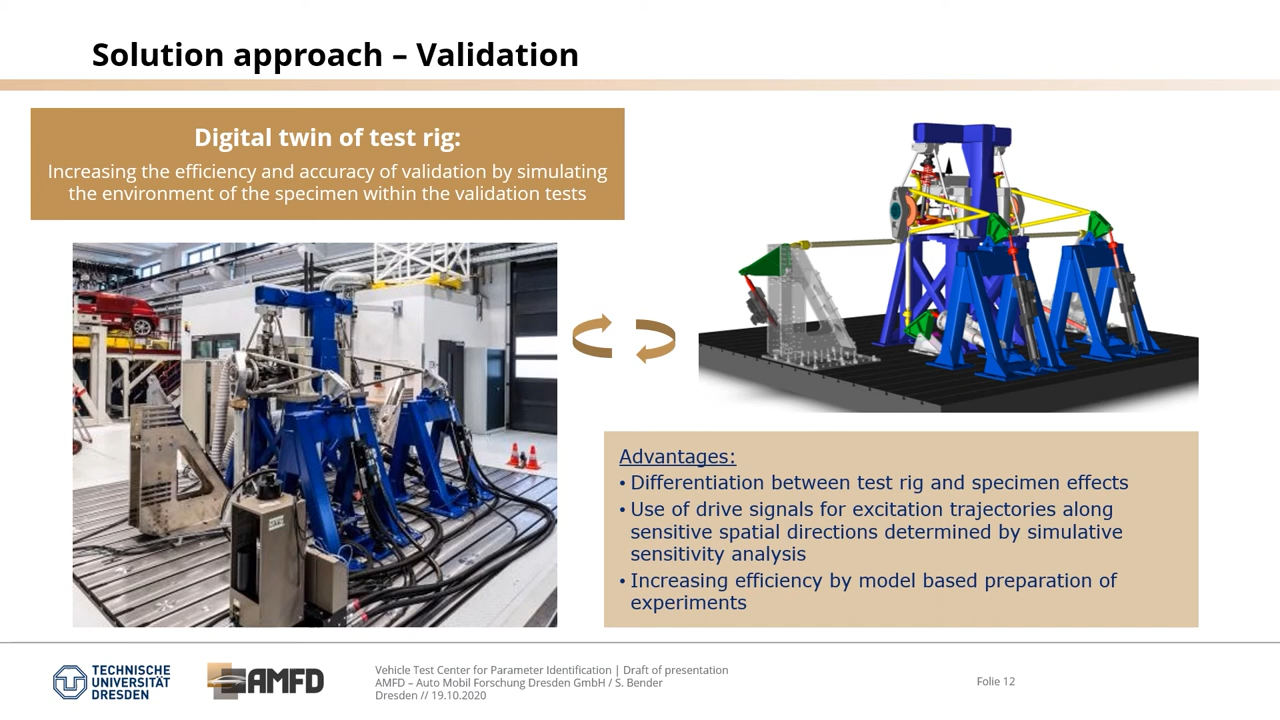 Solution approach – Validation
Digital twin of test rig:
Increasing the efficiency and accuracy of validation by simulating
the environment of the specimen within the validation tests
Advantages:
• Differentiation between test rig and specimen effects
• Use of drive signals for excitation trajectories along
sensitive spatial directions determined by simulative
sensitivity analysis
• Increasing efficiency by model based preparation of
experiments
TECHNISCHE
UNIVERSITÄT
DRESDEN
AMFD
Vehicle Test Center for Parameter Identification | Draft of presentation
AMFD – Auto Mobil Forschung Dresden GmbH / S. Bender
Dresden // 19.10.2020
Folie 12